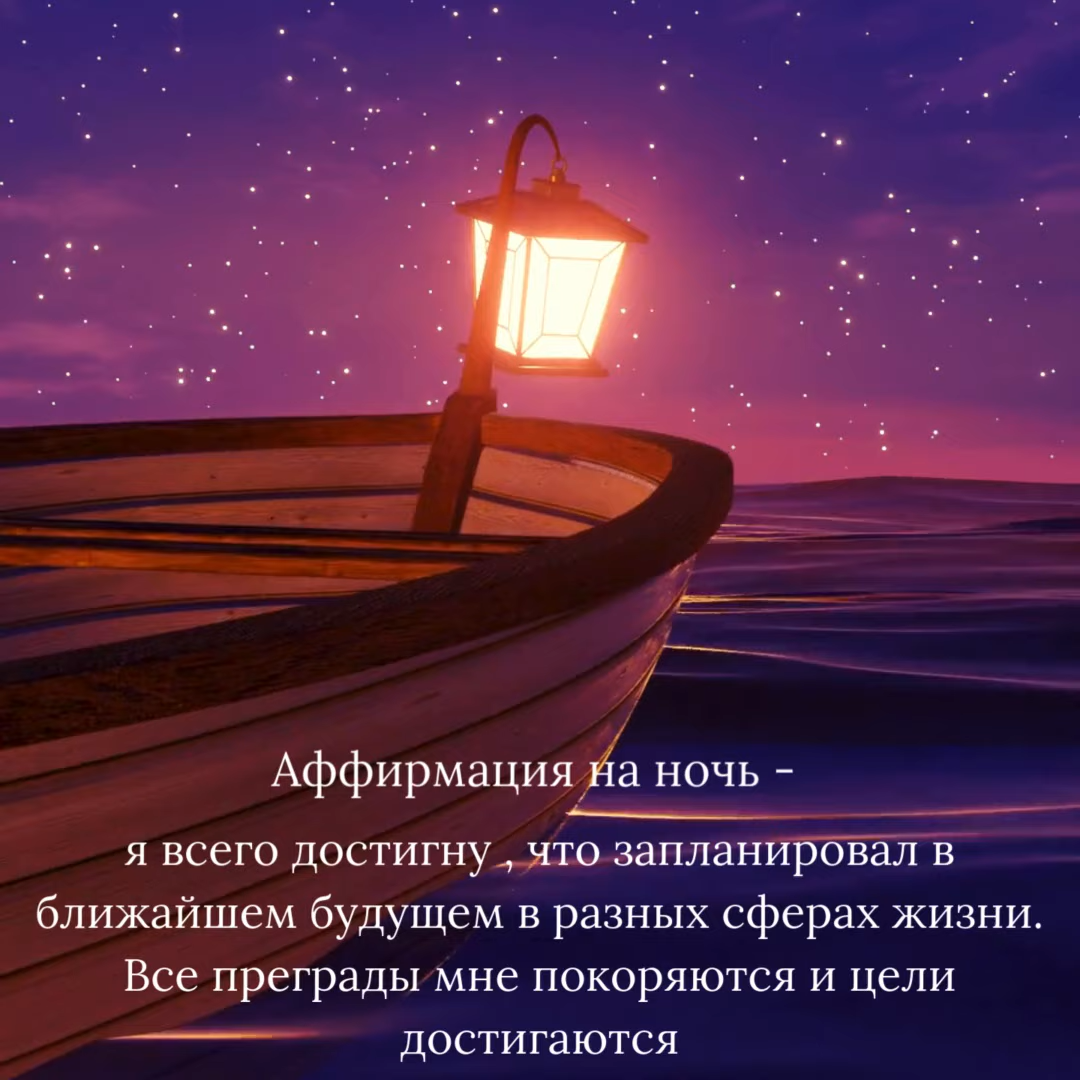 Аффирмация на ночь -
я всего достигну , что запланировал в
ближайшем будущем в разных сферах жизни.
Все преграды мне покоряются и цели
достигаются